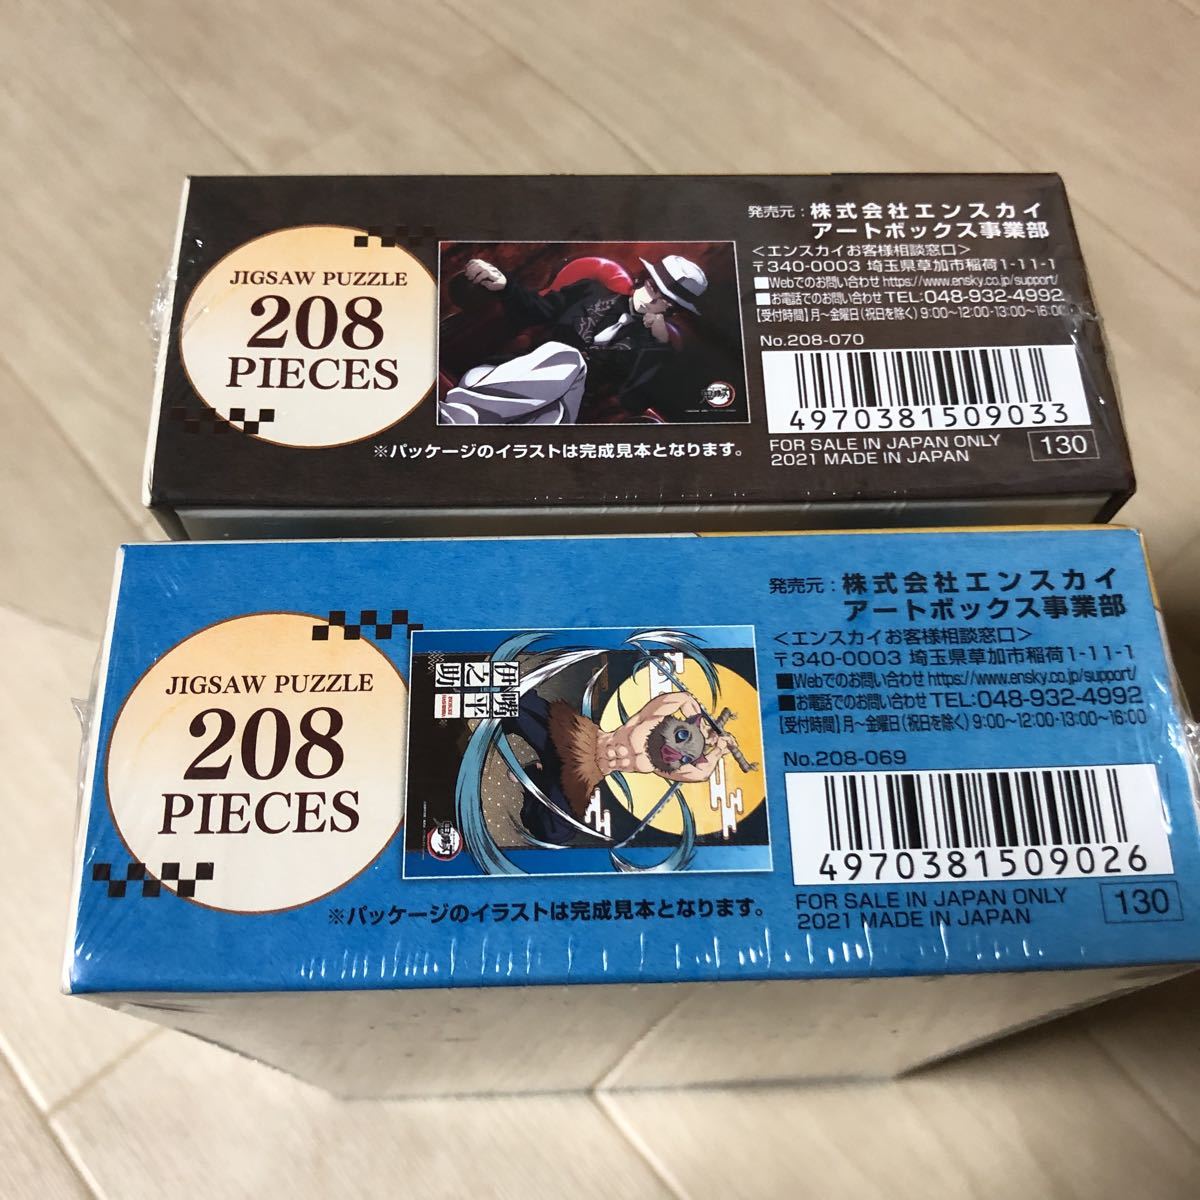 JIGSAW PUZZLE
208
PIECES
※パッケージのイラストは完成見本となります。
発売元：株式会社エンスカイ
アートボックス事業部
＜エンスカイお客様相談窓口＞
〒340-0003 埼玉県草加市稲荷1-11-1
■Webでのお問い合わせ https://www.ensky.co.jp/support/
■お電話でのお問い合わせ TEL:048-932-4992
【受付時間】月～金曜日（祝日を除く）9:00～12:00・13:00～16:00
No.208-070
4970381509033
FOR SALE IN JAPAN ONLY
2021 MADE IN JAPAN
130
JIGSAW PUZZLE
208
PIECES
嘴平
伊之助
※パッケージのイラストは完成見本となります。
発売元：株式会社エンスカイ
アートボックス事業部
＜エンスカイお客様相談窓口＞
〒340-0003 埼玉県草加市稲荷1-11-1
■Webでのお問い合わせ https://www.ensky.co.jp/support/
■お電話でのお問い合わせ TEL:048-932-4992
【受付時間】月～金曜日（祝日を除く）9:00～12:00・13:00～16:00
No.208-069
4970381509026
FOR SALE IN JAPAN ONLY
2021 MADE IN JAPAN
130